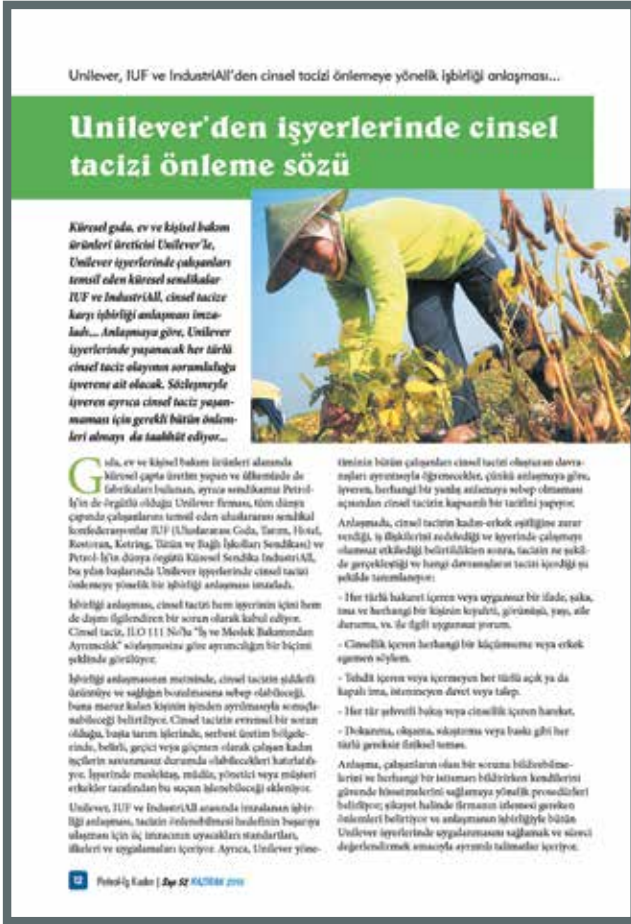 Unilever, IUF ve IndustriAll'den cinsel tacizi önlemeye yönelik işbirliği anlaşması...
Unilever'den işyerlerinde cinsel
tacizi önleme sözü
Küresel gıda, ev ve kişisel bakım
ürünleri üreticisi Unilever'le,
Unilever işyerlerinde çalışanları
temsil eden küresel sendikalar
IUF ve IndustriAll, cinsel tacize
karşı işbirliği anlaşması imza-
ladı... Anlaşmaya göre, Unilever
işyerlerinde yaşanacak her türlü
cinsel taciz olayının sorumluluğu
işverene ait olacak. Sözleşmeyle
işveren ayrıca cinsel taciz yaşan-
maması için gerekli bütün önlem-
leri almayı da taahhüt ediyor...
Gıda, ev ve kişisel bakım ürünleri alanında
küresel çapta üretim yapan ve ülkemizde de
fabrikaları bulunan, ayrıca sendikamız Petrol-
İş'in de örgütlü olduğu Unilever firması, tüm dünya
çapında çalışanlarını temsil eden uluslararası sendikal
konfederasyonlar IUF (Uluslararası Gıda, Tarım, Hotel,
Restoran, Ketring, Tütün ve Bağlı İşkolları Sendikası) ve
Petrol-İş'in dünya örgütü Küresel Sendika IndustriALL,
bu yılın başlarında Unilever işyerlerinde cinsel tacizi
önlemeye yönelik bir işbirliği anlaşması imzaladı.
İşbirliği anlaşması, cinsel tacizi hem işyerinin içini hem
de dışını ilgilendiren bir sorun olarak kabul ediyor.
Cinsel taciz, ILO 111 No'lu "İş ve Meslek Bakımından
Ayrımcılık" sözleşmesine göre ayrımcılığın bir biçimi
şeklinde görülüyor.
İşbirliği anlaşmasının metninde, cinsel tacizin şiddetli
üzüntüye ve sağlığın bozulmasına sebep olabileceği,
buna maruz kalan kişinin işinden ayrılmasıyla sonuçla-
nabileceği belirtiliyor. Cinsel tacizin evrensel bir sorun
olduğu, başta tarım işlerinde, serbest üretim bölgele-
rinde, belirli, geçici veya göçmen olarak çalışan kadın
işçilerin savunmasız durumda olabilecekleri hatırlatılı-
yor. İşyerinde meslektaş, müdür, yönetici veya müşteri
erkekler tarafından bu suçun işlenebileceği ekleniyor.
Unilever, IUF ve IndustriALL arasında imzalanan işbir-
liği anlaşması, tacizin önlenebilmesi hedefinin başarıya
ulaşması için üç imzacının uyacakları standartları,
ilkeleri ve uygulamaları içeriyor. Ayrıca, Unilever yöne-
timinin bütün çalışanları cinsel tacizi oluşturan davra-
nışları ayrıntısıyla öğrenecekler, çünkü anlaşmaya göre,
işveren, herhangi bir yanlış anlamaya sebep olmaması
açısından cinsel tacizin kapsamlı bir tarifini yapıyor.
Anlaşmada, cinsel tacizin kadın-erkek eşitliğine zarar
verdiği, iş ilişkilerini zedelediği ve işyerinde çalışmayı
olumsuz etkilediği belirtildikten sonra, tacizin ne şekil-
de gerçekleştiği ve hangi davranışların tacizi içerdiği şu
şekilde tanımlanıyor:
- Her türlü hakaret içeren veya uygunsuz bir ifade, şaka,
ima ve herhangi bir kişinin kıyafeti, görünüşü, yaşı, aile
durumu, vs. ile ilgili uygunsuz yorum.
- Cinsellik içeren herhangi bir küçümseme veya erkek
egemen söylem.
- Tehdit içeren veya içermeyen her türlü açık ya da
kapalı ima, istenmeyen davet veya talep.
- Her tür şehvetli bakış veya cinsellik içeren hareket.
- Dokunma, okşama, sıkıştırma veya baskı gibi her
türlü gereksiz fiziksel temas.
Anlaşma, çalışanların olası bir sorunu bildirebilme-
lerini ve herhangi bir istismarı bildirirken kendilerini
güvende hissetmelerini sağlamaya yönelik prosedürleri
belirliyor; şikayet halinde firmanın izlemesi gereken
önlemleri belirtiyor ve anlaşmanın işbirliğiyle bütün
Unilever işyerlerinde uygulanmasını sağlamak ve süreci
değerlendirmek amacıyla ayrıntılı talimatlar içeriyor.
12 Petrol-İş Kadın | Sayı 52 HAZİRAN 2016